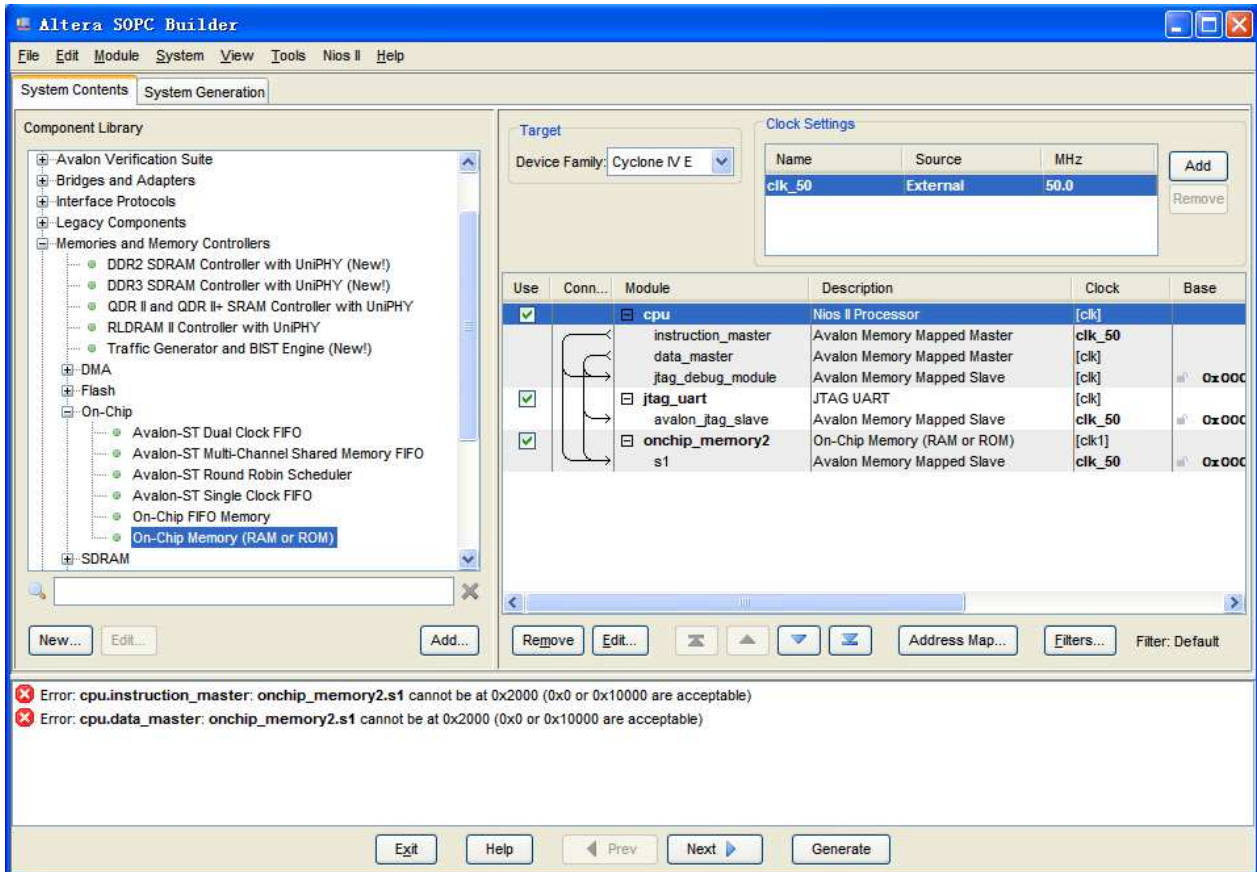 Altera SOPC Builder
File Edit Module System View Tools Nios II Help
System Contents System Generation
Component Library
Avalon Verification Suite
Bridges and Adapters
Interface Protocols
Legacy Components
Memories and Memory Controllers
DDR2 SDRAM Controller with UniPHY (New!)
DDR3 SDRAM Controller with UniPHY (New!)
QDR II and QDR II+ SRAM Controller with UniPHY
RLDRAM II Controller with UniPHY
Traffic Generator and BIST Engine (New!)
DMA
Flash
On-Chip
Avalon-ST Dual Clock FIFO
Avalon-ST Multi-Channel Shared Memory FIFO
Avalon-ST Round Robin Scheduler
Avalon-ST Single Clock FIFO
On-Chip FIFO Memory
On-Chip Memory (RAM or ROM)
SDRAM
New... Edit... Add...
Target
Device Family: Cyclone IV E
Clock Settings
Name Source MHz
clk_50 External 50.0
Add
Remove
Use Conn... Module Description Clock Base
cpu Nios II Processor [clk]
instruction_master Avalon Memory Mapped Master clk_50
data_master Avalon Memory Mapped Master [clk]
jtag_debug_module Avalon Memory Mapped Slave [clk] 0x000
jtag_uart JTAG UART [clk]
avalon_jtag_slave Avalon Memory Mapped Slave clk_50 0x000
onchip_memory2 On-Chip Memory (RAM or ROM) [clk1]
s1 Avalon Memory Mapped Slave clk_50 0x000
Remove Edit... Address Map... Filters... Filter: Default
Error: cpu.instruction_master: onchip_memory2.s1 cannot be at 0x2000 (0x0 or 0x10000 are acceptable)
Error: cpu.data_master: onchip_memory2.s1 cannot be at 0x2000 (0x0 or 0x10000 are acceptable)
Exit Help Prev Next Generate